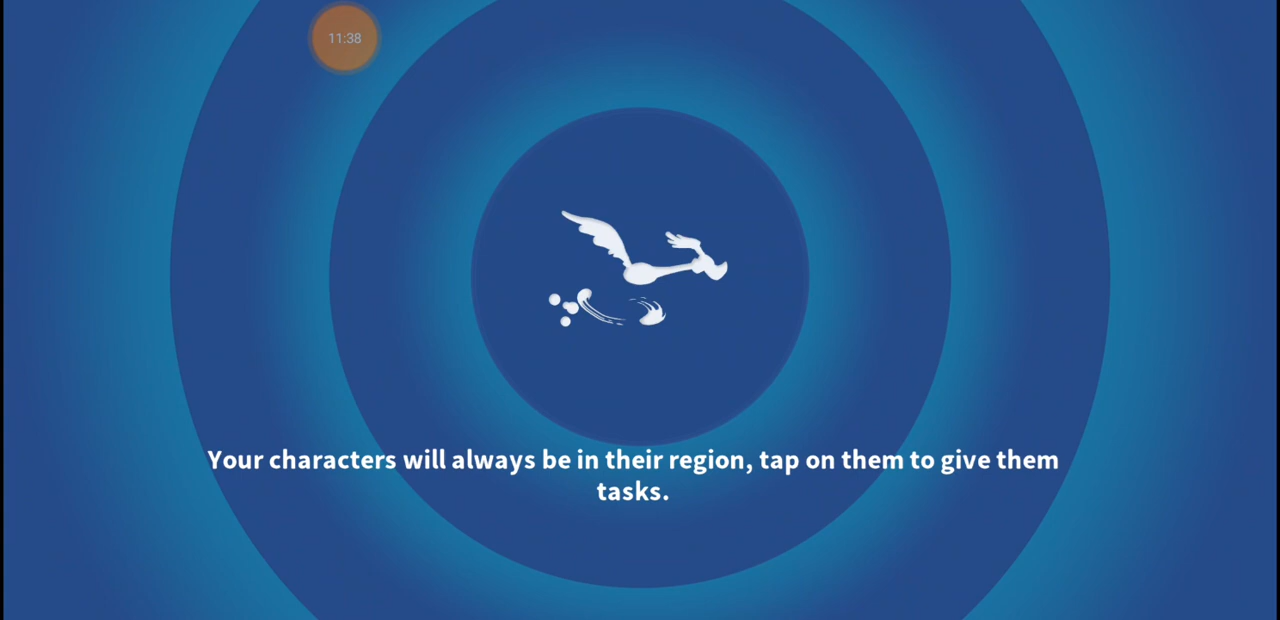 11:38
Your characters will always be in their region, tap on them to give them
tasks.